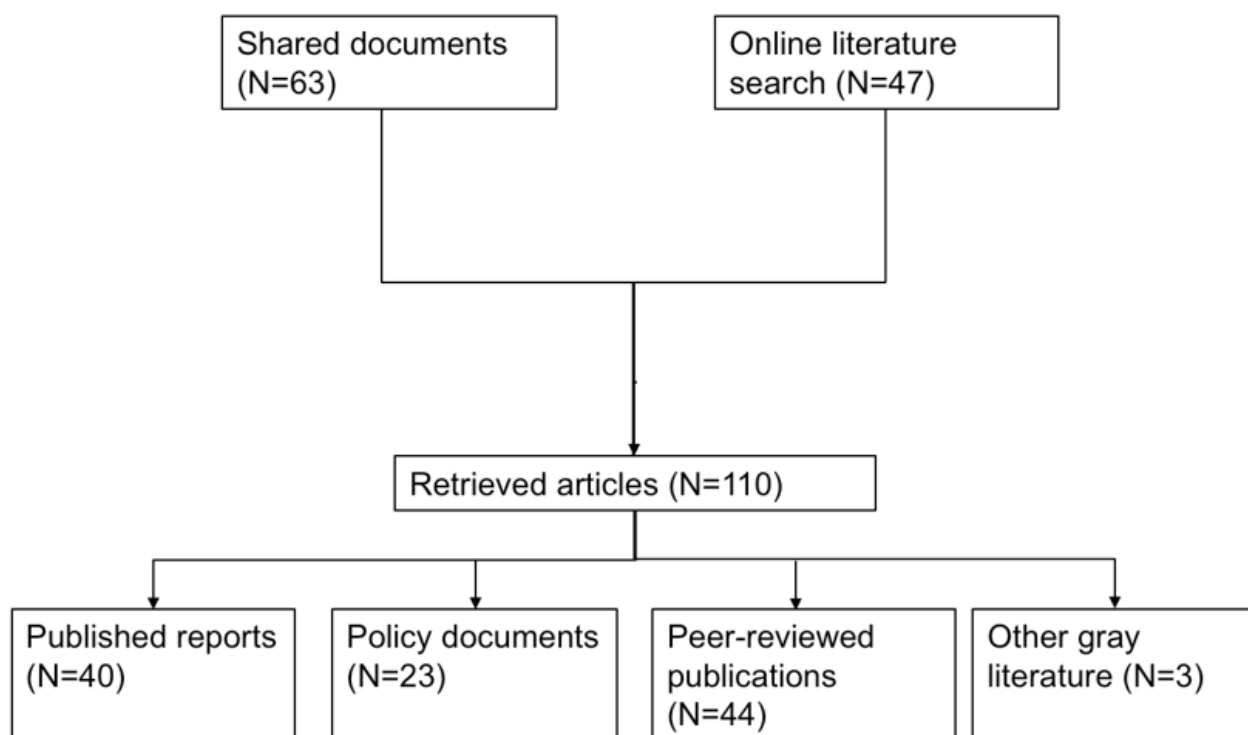 Shared documents
(N=63)
Online literature
search (N=47)
Retrieved articles (N=110)
Published reports
(N=40)
Policy documents
(N=23)
Peer-reviewed
publications
(N=44)
Other gray
literature (N=3)